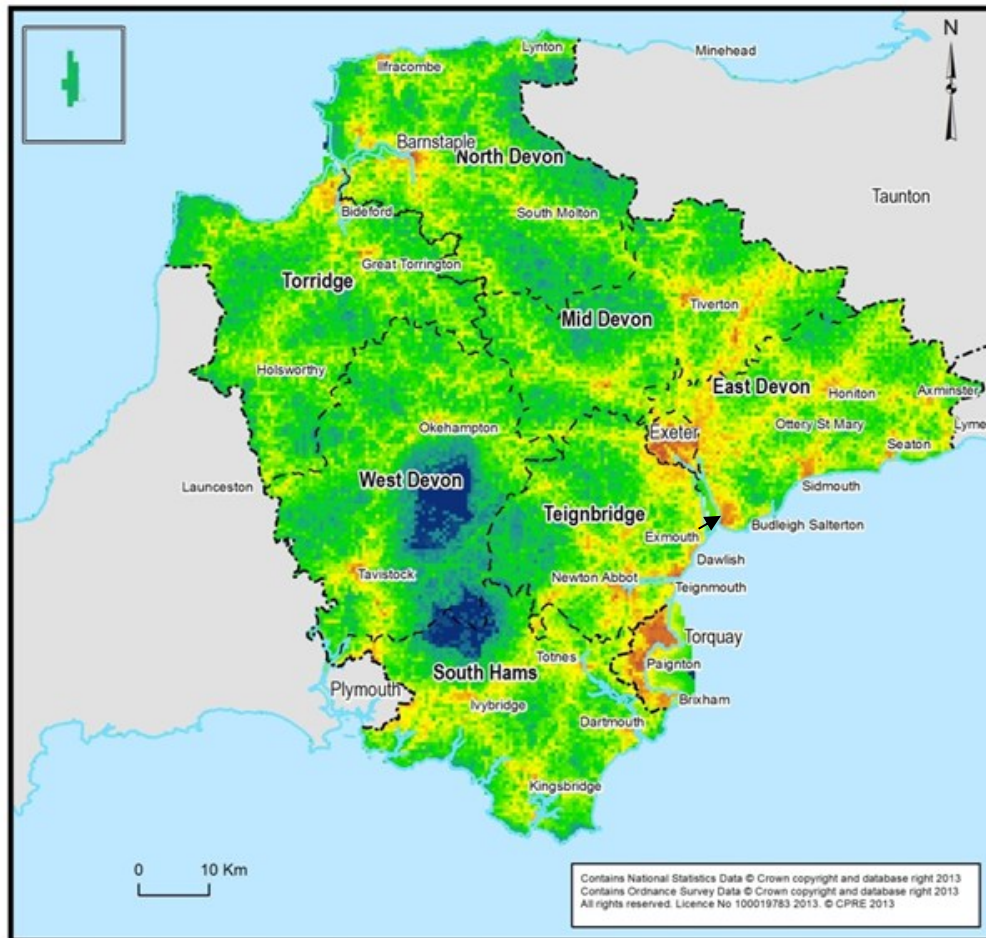 N
Lynton
Minehead
Ilfracombe
Barnstaple
North Devon
Taunton
Bideford
South Molton
Great Torrington
Torridge
Tiverton
Mid Devon
Holsworthy
East Devon
Honiton
Axminster
Okehampton
Exeter
Ottery St Mary
Lyme
Seaton
West Devon
Launceston
Sidmouth
Teignbridge
Budleigh Salterton
Exmouth
Dawlish
Tavistock
Newton Abbot
Teignmouth
Torquay
Totnes
Paignton
South Hams
Plymouth
Ivybridge
Brixham
Dartmouth
Kingsbridge
0 10 Km
Contains National Statistics Data © Crown copyright and database right 2013
Contains Ordnance Survey Data © Crown copyright and database right 2013
All rights reserved. Licence No 100019783 2013. © CPRE 2013